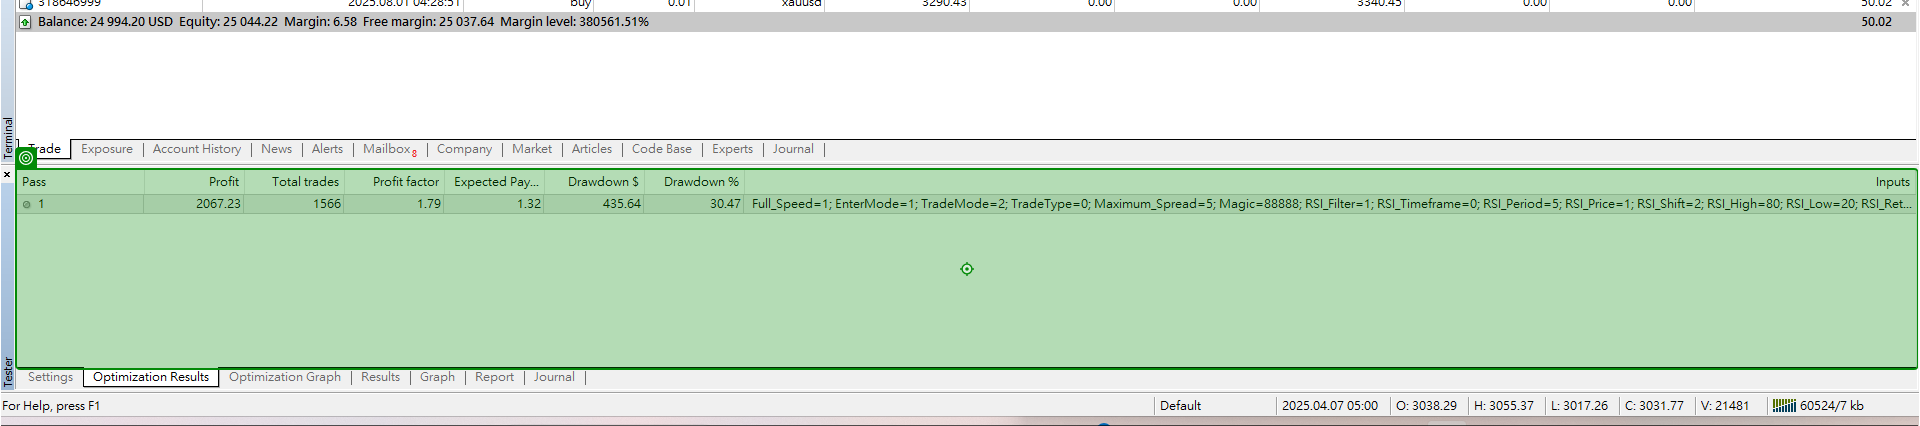 318646999 2025.08.01 04:28:51 buy 0.01 xauusd 3290.43 0.00 0.00 3340.45 0.00 0.00 50.02 ×
Balance: 24 994.20 USD Equity: 25 044.22 Margin: 6.58 Free margin: 25 037.64 Margin level: 380561.51% 50.02
Terminal
Trade Exposure Account History News Alerts Mailbox 8 Company Market Articles Code Base Experts Journal
Pass Profit Total trades Profit factor Expected Pay... Drawdown $ Drawdown % Inputs
1 2067.23 1566 1.79 1.32 435.64 30.47 Full_Speed=1; EnterMode=1; TradeMode=2; TradeType=0; Maximum_Spread=5; Magic=88888; RSI_Filter=1; RSI_Timeframe=0; RSI_Period=5; RSI_Price=1; RSI_Shift=2; RSI_High=80; RSI_Low=20; RSI_Ret...
Tester
Settings Optimization Results Optimization Graph Results Graph Report Journal
For Help, press F1 Default 2025.04.07 05:00 O: 3038.29 H: 3055.37 L: 3017.26 C: 3031.77 V: 21481 60524/7 kb